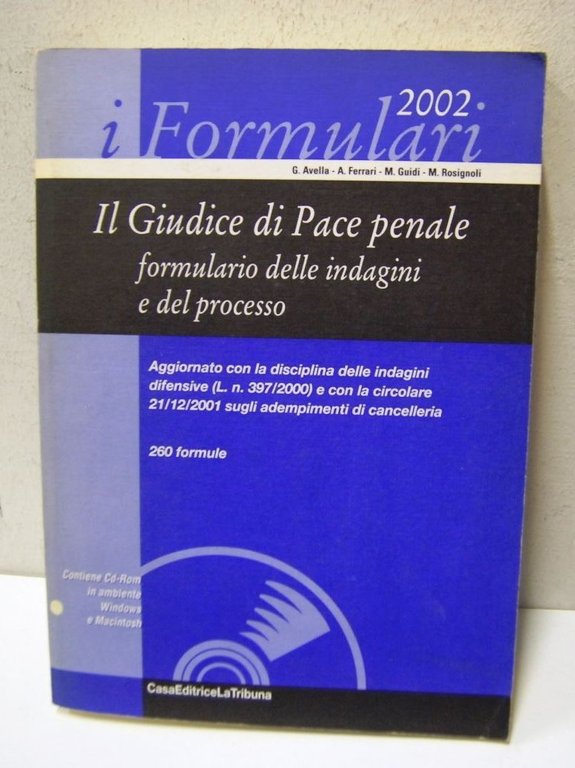 2002
i Formulari
G. Avella - A. Ferrari - M. Guidi - M. Rosignoli
Il Giudice di Pace penale
formulario delle indagini
e del processo
Aggiornato con la disciplina delle indagini
difensive (L. n. 397/2000) e con la circolare
21/12/2001 sugli adempimenti di cancelleria
260 formule
Contiene Cd-Rom
in ambiente
Windows
e Macintosh
CasaEditriceLaTribuna